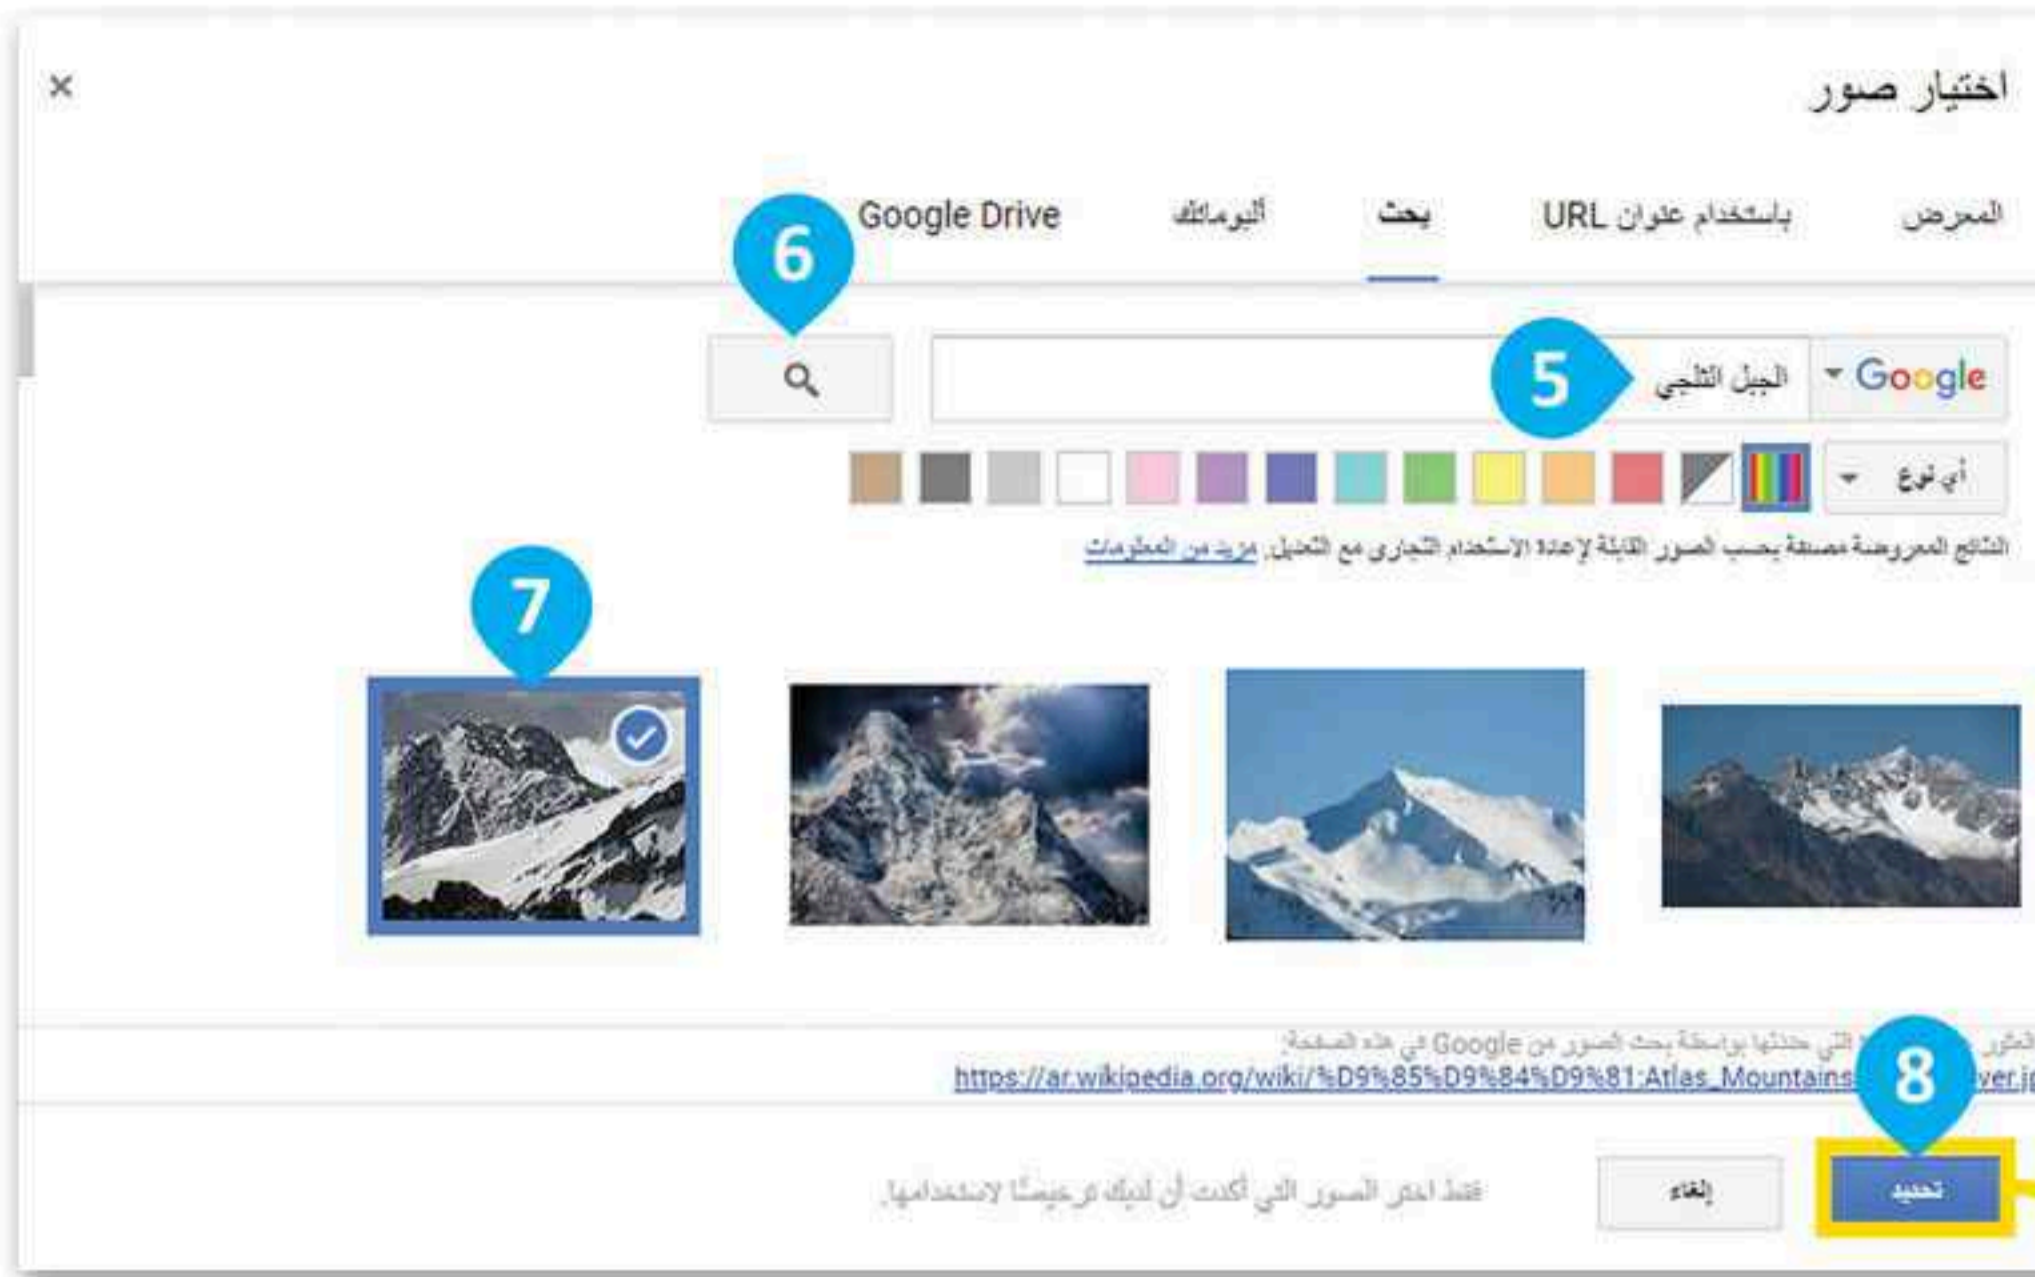 اختيار صور
×
المعرض باستخدام عنوان URL بحث ألبوماتك Google Drive
6
Google الجبل الثلجي
5
أي نوع
النتائج المعروضة مصنفة بحسب الصور القابلة لإعادة الاستخدام التجاري مع التعديل. مزيد من المعلومات
7
التي حددتها بواسطة بحث الصور من Google في هذه الصفحة:
https://ar.wikipedia.org/wiki/%D9%85%D9%84%D9%81:Atlas_Mountains ver.jp
8
تحديد إلغاء فقط اختر الصور التي أكدت أن لديك ترخيصًا لاستخدامها.